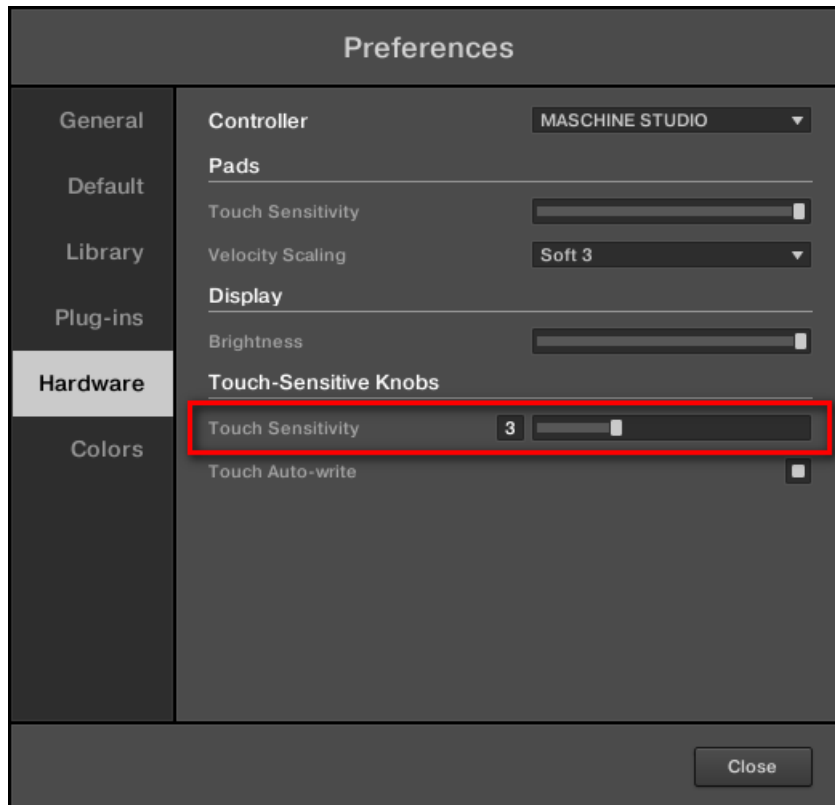 Preferences
General
Default
Library
Plug-ins
Hardware
Colors
Controller MASCHINE STUDIO
Pads
Touch Sensitivity
Velocity Scaling Soft 3
Display
Brightness
Touch-Sensitive Knobs
Touch Sensitivity 3
Touch Auto-write
Close